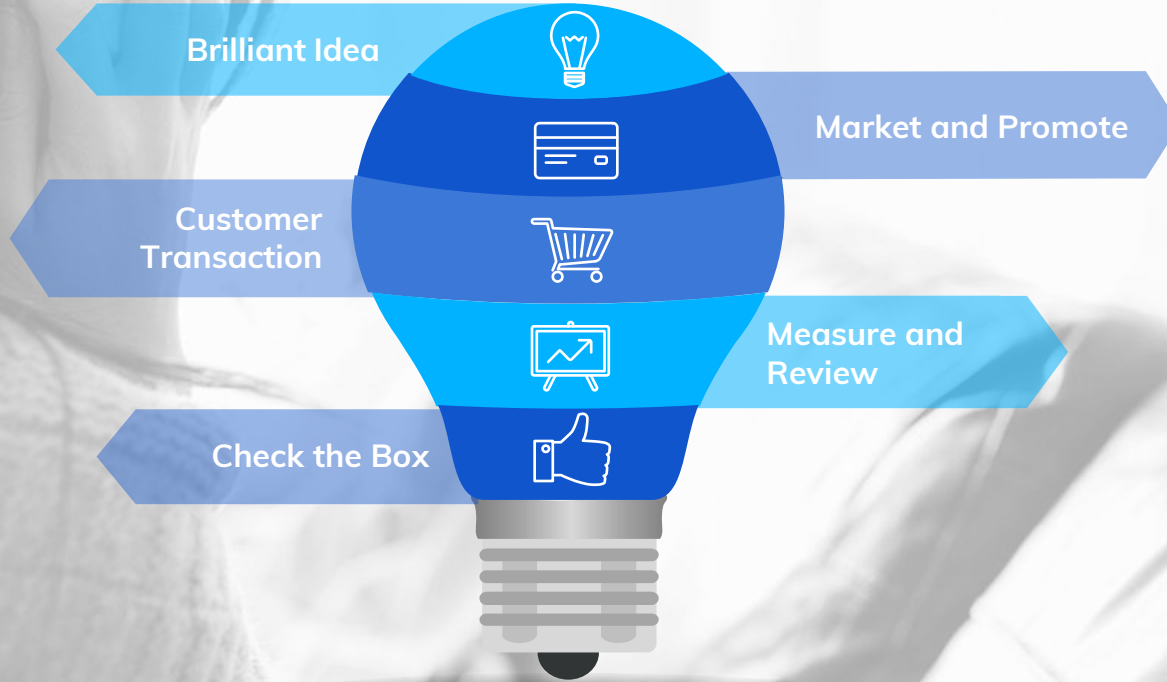 Brilliant Idea
Market and Promote
Customer
Transaction
Measure and
Review
Check the Box